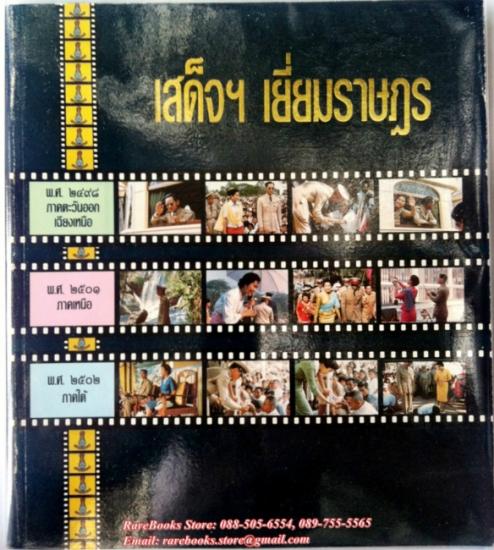 เสด็จฯ เยี่ยมราษฎร
พ.ศ. ๒๔๙๘
ภาคตะวันออก
เฉียงเหนือ
พ.ศ. ๒๕๐๑
ภาคเหนือ
พ.ศ. ๒๕๐๒
ภาคใต้
RareBooks Store: 088-505-6554, 089-755-5565
Email: rarebooks.store@gmail.com